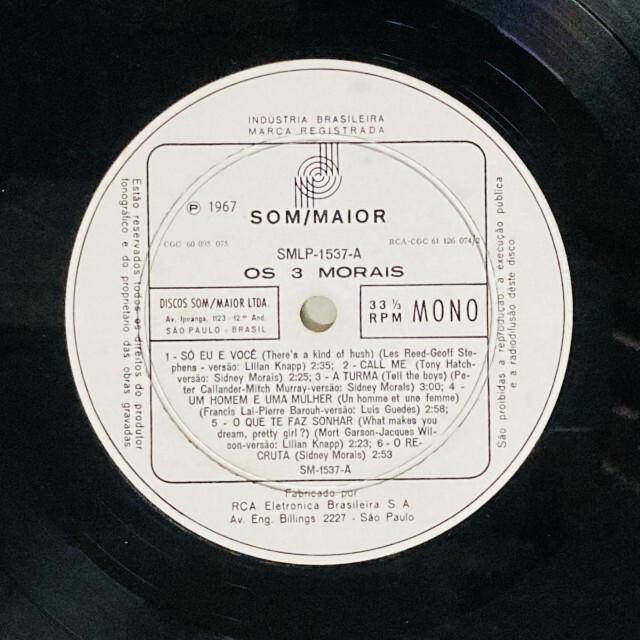 INDÚSTRIA BRASILEIRA
MARCA REGISTRADA
Ⓟ 1967
SOM/MAIOR
CGC 60 895 075
SMLP-1537-A
RCA-CGC 61 126 074/2
OS 3 MORAIS
DISCOS SOM/MAIOR LTDA.
Av. Ipiranga, 1123 - 12.º And.
SÃO PAULO - BRASIL
33 ⅓
RPM MONO
1 - SÓ EU E VOCÊ (There's a kind of hush) (Les Reed-Geoff Ste-
phens - versão: Lilian Knapp) 2:35; 2 - CALL ME (Tony Hatch-
versão: Sidney Morais) 2:25; 3 - A TURMA (Tell the boys) (Pe-
ter Callander-Mitch Murray-versão: Sidney Morais) 3:00; 4 -
UM HOMEM E UMA MULHER (Un homme et une femme)
(Francis Lai-Pierre Barouh-versão: Luis Guedes) 2:58;
5 - O QUE TE FAZ SONHAR (What makes you
dream, pretty girl?) (Mort Garson-Jacques Wil-
son-versão: Lilian Knapp) 2:23; 6 - O RE-
CRUTA (Sidney Morais) 2:53
SM-1537-A
Fabricado por
RCA Eletronica Brasileira S.A.
Av. Eng. Billings 2227 - São Paulo
Estão reservados todos os direitos do produtor
fonográfico e do proprietário das obras gravadas
São proibidas a reprodução, a execução publica
e a radiodifusão dêste disco